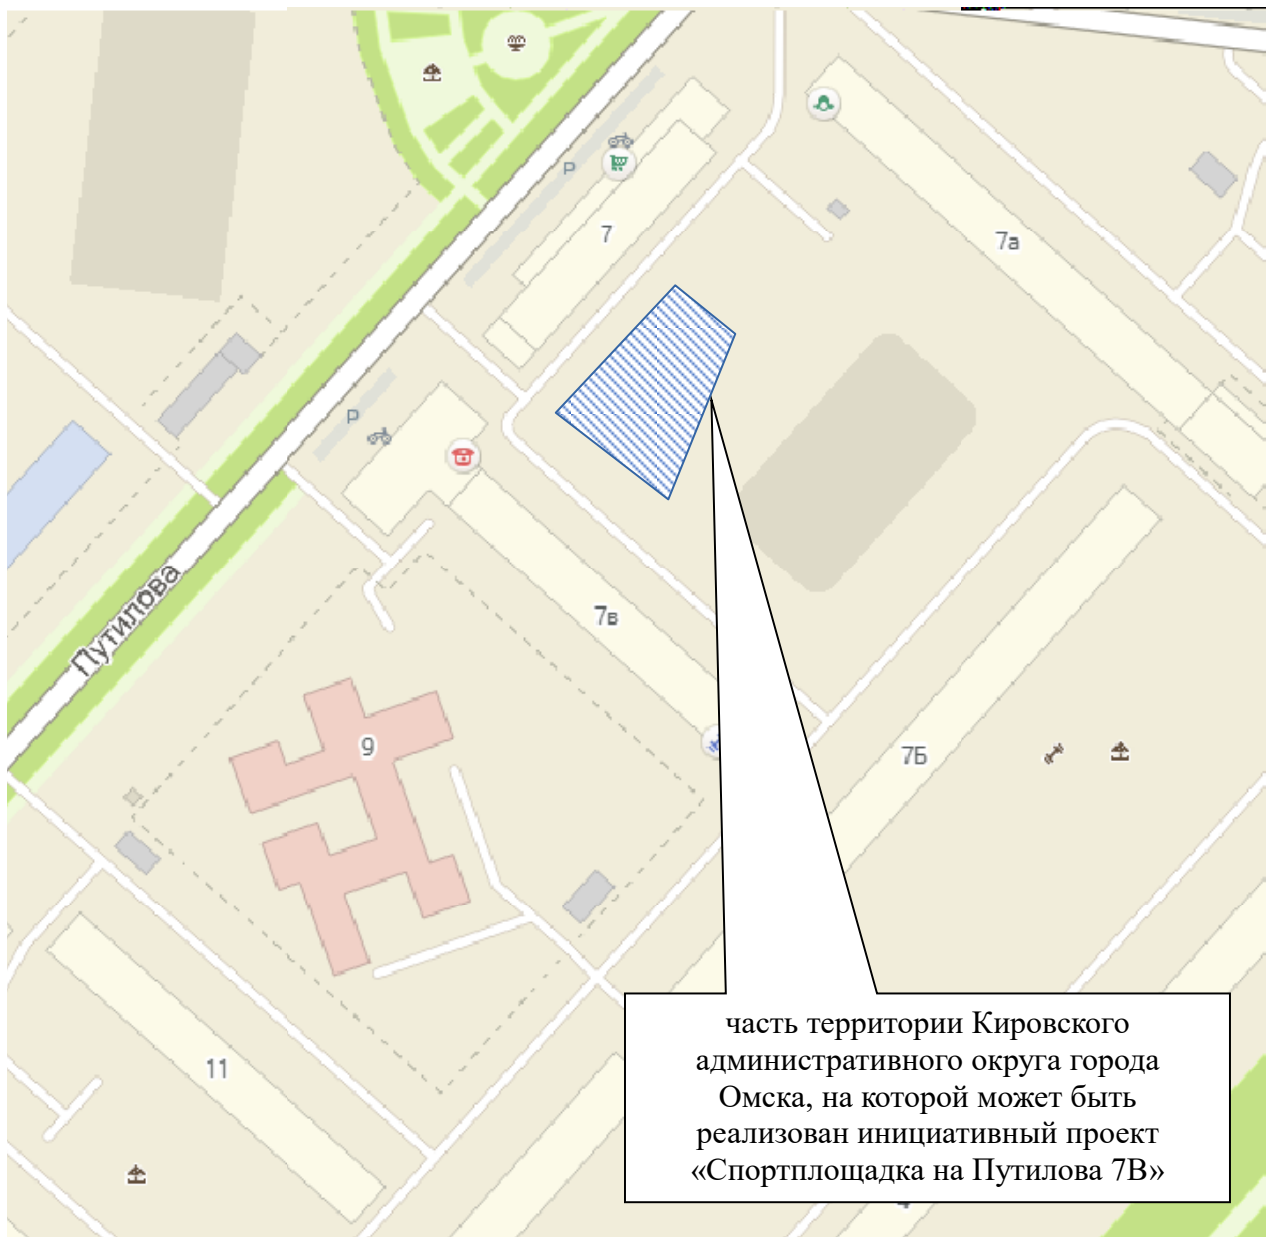 P
7
7а
P
Путилова
7в
9
7Б
11
часть территории Кировского
административного округа города
Омска, на которой может быть
реализован инициативный проект
«Спортплощадка на Путилова 7В»